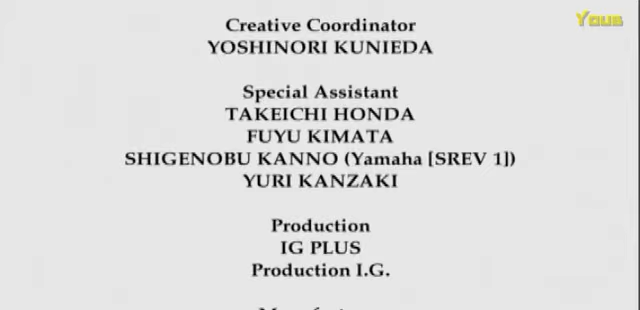 Yous
Creative Coordinator
YOSHINORI KUNIEDA
Special Assistant
TAKEICHI HONDA
FUYU KIMATA
SHIGENOBU KANNO (Yamaha [SREV 1])
YURI KANZAKI
Production
IG PLUS
Production I.G.